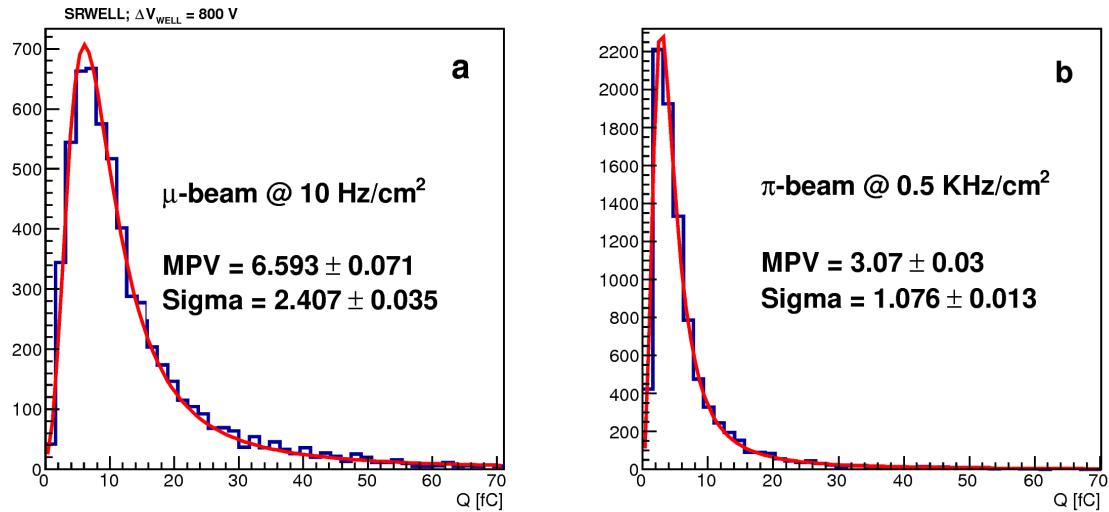 SRWELL; ΔV_WELL = 800 V
a
700
600
500
400
300
200
100
0
μ-beam @ 10 Hz/cm²
MPV = 6.593 ± 0.071
Sigma = 2.407 ± 0.035
0 10 20 30 40 50 60 70
Q [fC]
b
2200
2000
1800
1600
1400
1200
1000
800
600
400
200
0
π-beam @ 0.5 KHz/cm²
MPV = 3.07 ± 0.03
Sigma = 1.076 ± 0.013
0 10 20 30 40 50 60 70
Q [fC]